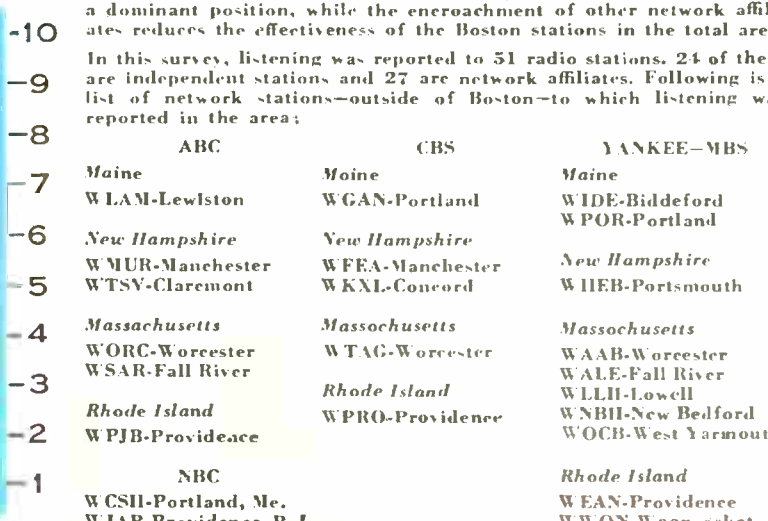 a dominant position, while the encroachment of other network affil
ates reduces the effectiveness of the Boston stations in the total are
In this survey, listening was reported to 51 radio stations. 24 of the
are independent stations and 27 are network affiliates. Following is
list of network stations—outside of Boston—to which listening w
reported in the area;
ABC
Maine
WLAM-Lewiston
New Hampshire
WMUR-Manchester
WTSV-Claremont
Massachusetts
WORC-Worcester
WSAR-Fall River
Rhode Island
WPJB-Providence
NBC
WCSH-Portland, Me.
WJAR-Providence, R.I.
CBS
Maine
WGAN-Portland
New Hampshire
WFEA-Manchester
WKXL-Concord
Massachusetts
WTAG-Worcester
Rhode Island
WPRO-Providence
YANKEE—MBS
Maine
WIDE-Biddeford
WPOR-Portland
New Hampshire
WHEB-Portsmouth
Massachusetts
WAAB-Worcester
WALE-Fall River
WLLH-Lowell
WNBH-New Bedford
WOCB-West Yarmout
Rhode Island
WEAN-Providence
WWON-Woonsocket
-10
-9
-8
-7
-6
-5
-4
-3
-2
-1